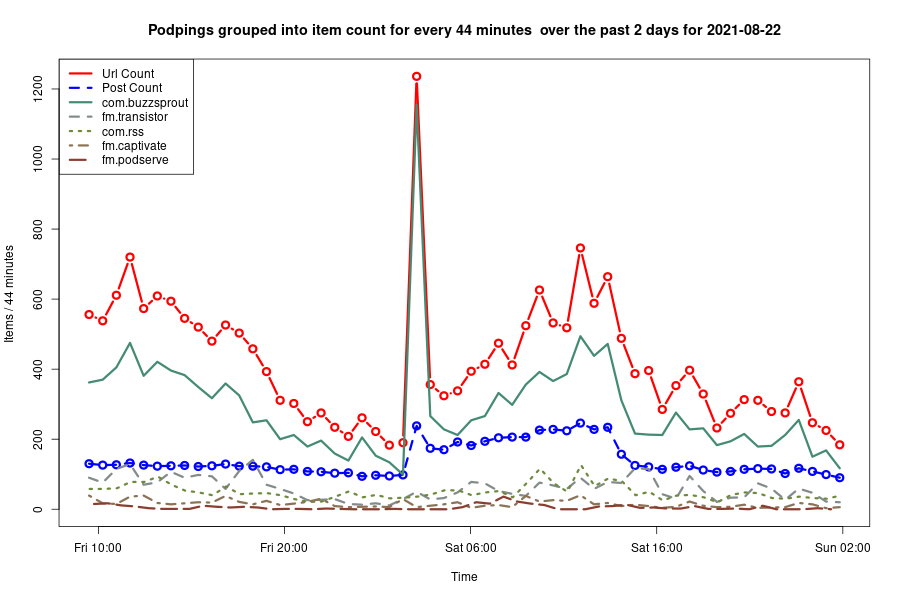 Podpings grouped into item count for every 44 minutes  over the past 2 days for 2021-08-22
Url Count
Post Count
com.buzzsprout
fm.transistor
com.rss
fm.captivate
fm.podserve
Items / 44 minutes
1200
1000
800
600
400
200
0
Fri 10:00 Fri 20:00 Sat 06:00 Sat 16:00 Sun 02:00
Time